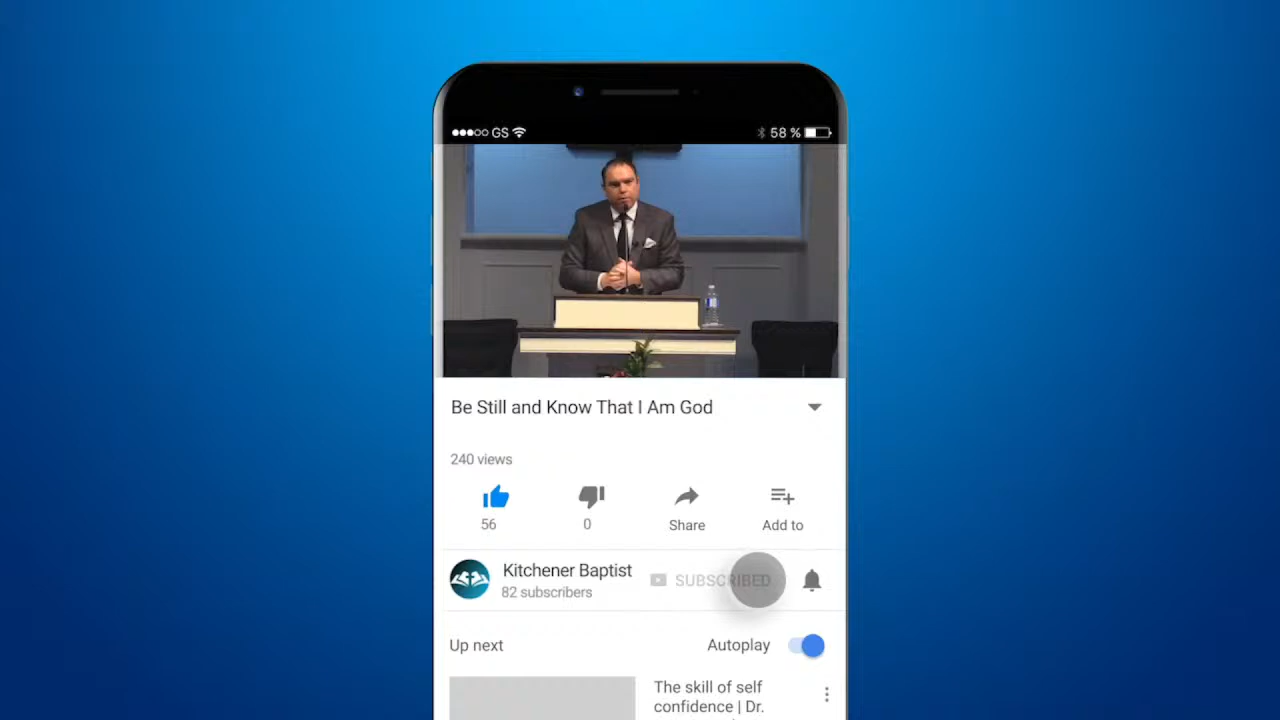 GS 58 %
Be Still and Know That I Am God
240 views
56 0 Share Add to
Kitchener Baptist SUBSCRIBED
82 subscribers
Up next Autoplay
The skill of self
confidence | Dr.